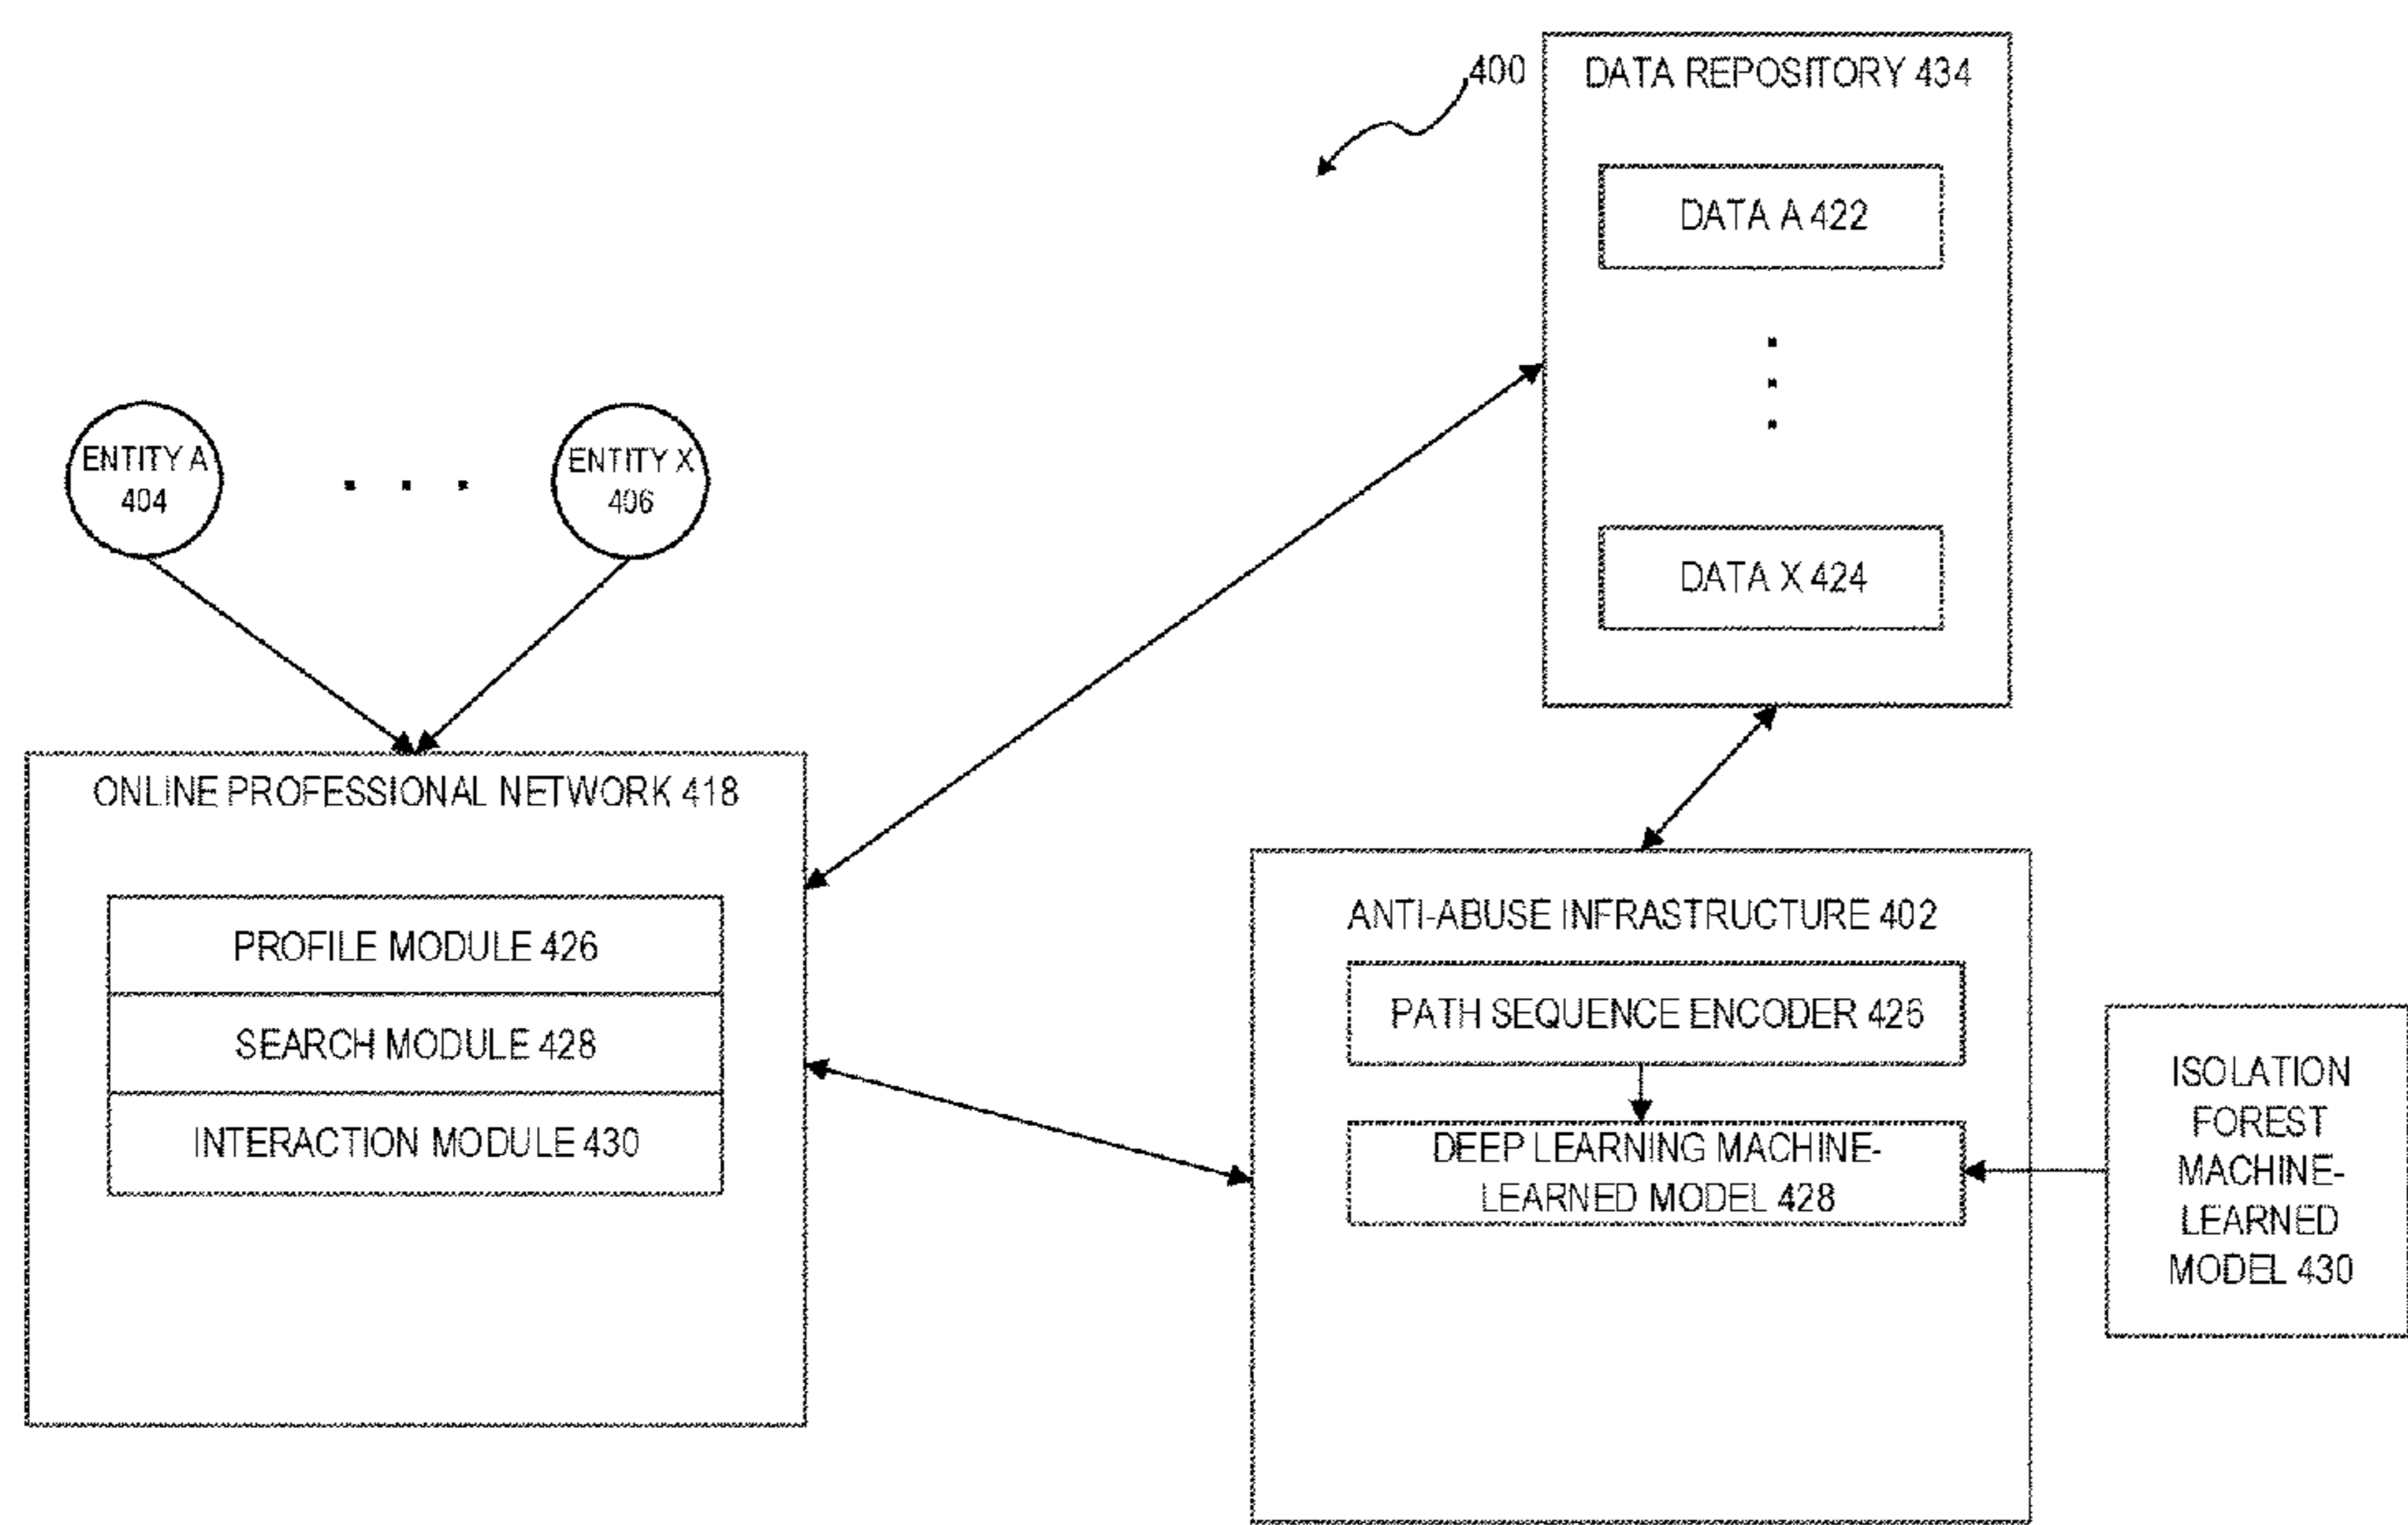 400
DATA REPOSITORY 434
DATA A 422
DATA X 424
ENTITY A
404
ENTITY X
406
ONLINE PROFESSIONAL NETWORK 418
PROFILE MODULE 426
SEARCH MODULE 428
INTERACTION MODULE 430
ANTI-ABUSE INFRASTRUCTURE 402
PATH SEQUENCE ENCODER 426
DEEP LEARNING MACHINE-
LEARNED MODEL 428
ISOLATION
FOREST
MACHINE-
LEARNED
MODEL 430